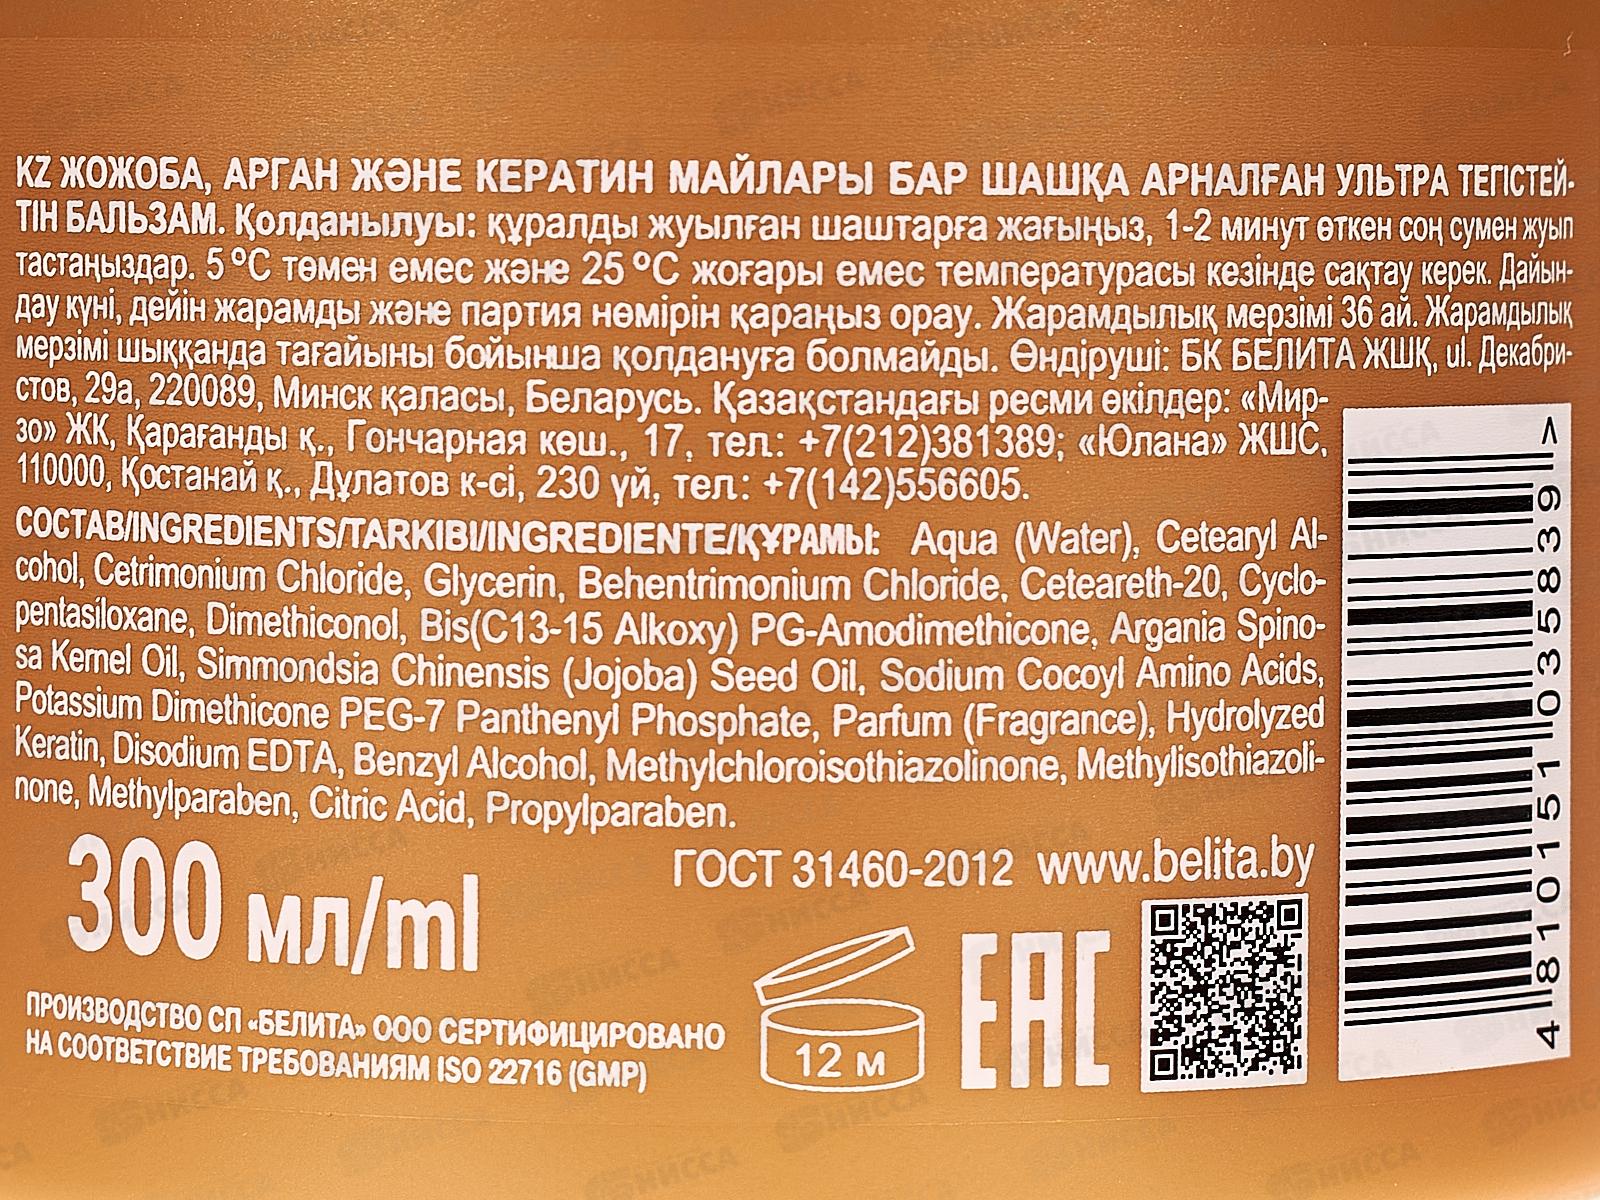 KZ ЖОЖОБА, АРГАН ЖӘНЕ КЕРАТИН МАЙЛАРЫ БАР ШАШҚА АРНАЛҒАН УЛЬТРА ТЕГІСТЕЙ-
ТІН БАЛЬЗАМ. Қолданылуы: құралды жуылған шаштарға жағыңыз, 1-2 минут өткен соң сумен жуып
тастаңыздар. 5 °С төмен емес және 25 °С жоғары емес температурасы кезінде сақтау керек. Дайын-
дау күні, дейін жарамды және партия нөмірін қараңыз орау. Жарамдылық мерзімі 36 ай. Жарамдылық
мерзімі шыққанда тағайыны бойынша қолдануға болмайды. Өндіруші: БК БЕЛИТА ЖШҚ, ul. Декабри-
стов, 29а, 220089, Минск қаласы, Беларусь. Қазақстандағы ресми өкілдер: «Мир-
зо» ЖК, Қарағанды қ., Гончарная көш., 17, тел.: +7(212)381389; «Юлана» ЖШС,
110000, Қостанай қ., Дұлатов к-сі, 230 үй, тел.: +7(142)556605.
СОСТАВ/INGREDIENTS/TARKIBI/INGREDIENTE/ҚҰРАМЫ: Aqua (Water), Cetearyl Al-
cohol, Cetrimonium Chloride, Glycerin, Behentrimonium Chloride, Ceteareth-20, Cyclo-
pentasiloxane, Dimethiconol, Bis(C13-15 Alkoxy) PG-Amodimethicone, Argania Spino-
sa Kernel Oil, Simmondsia Chinensis (Jojoba) Seed Oil, Sodium Cocoyl Amino Acids,
Potassium Dimethicone PEG-7 Panthenyl Phosphate, Parfum (Fragrance), Hydrolyzed
Keratin, Disodium EDTA, Benzyl Alcohol, Methylchloroisothiazolinone, Methylisothiazoli-
none, Methylparaben, Citric Acid, Propylparaben.
300 мл/ml
ГОСТ 31460-2012 www.belita.by
ПРОИЗВОДСТВО СП «БЕЛИТА» ООО СЕРТИФИЦИРОВАНО
НА СООТВЕТСТВИЕ ТРЕБОВАНИЯМ ISO 22716 (GMP)
12 М
ЕАС
4 810151 035839 >
НИССА